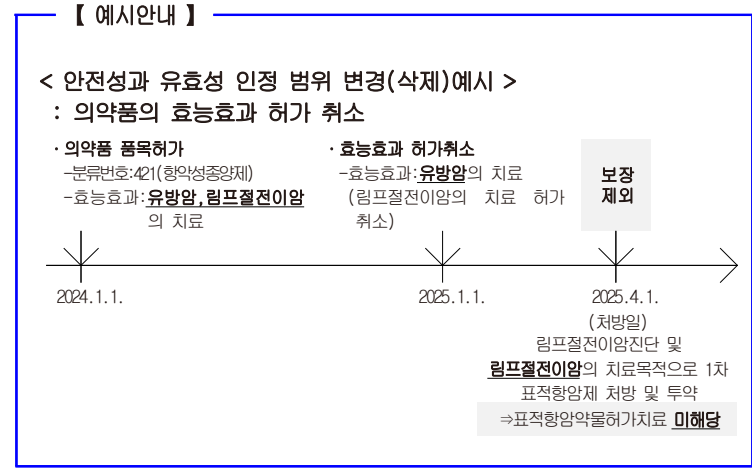 【 예시안내 】
< 안전성과 유효성 인정 범위 변경(삭제)예시 >
: 의약품의 효능효과 허가 취소
· 의약품 품목허가
-분류번호:421(항악성종양제)
-효능효과:유방암,림프절전이암
의 치료
· 효능효과 허가취소
-효능효과:유방암의 치료
(림프절전이암의 치료 허가
취소)
보장
제외
2024.1.1.
2025.1.1.
2025.4.1.
(처방일)
림프절전이암진단 및
림프절전이암의 치료목적으로 1차
표적항암제 처방 및 투약
⇒표적항암약물허가치료 미해당